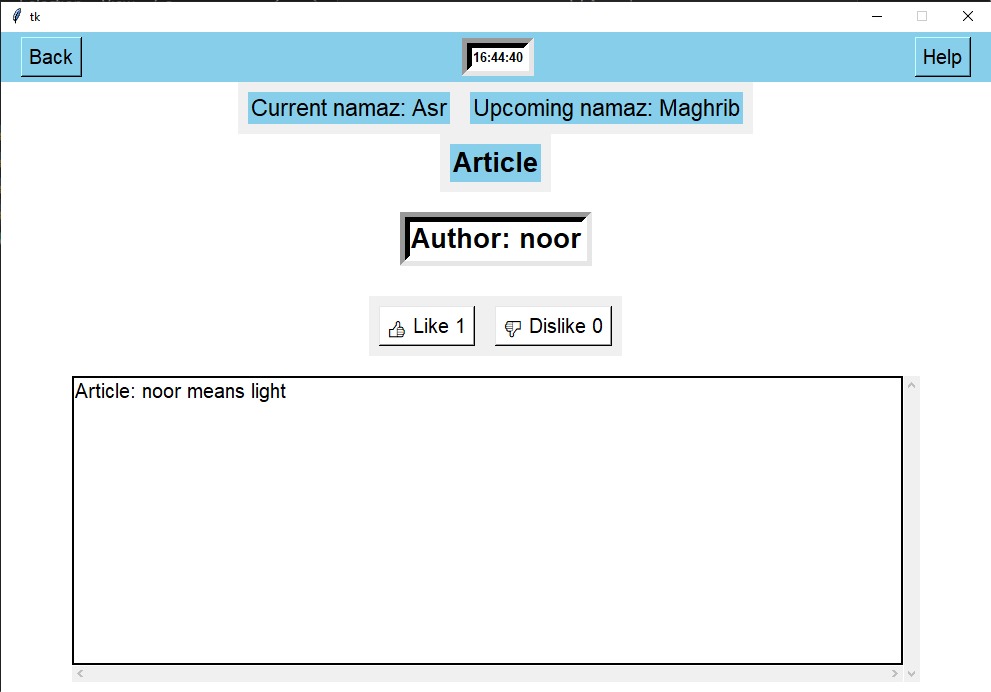 tk
Back 16:44:40 Help
Current namaz: Asr Upcoming namaz: Maghrib
Article
Author: noor
Like 1 Dislike 0
Article: noor means light